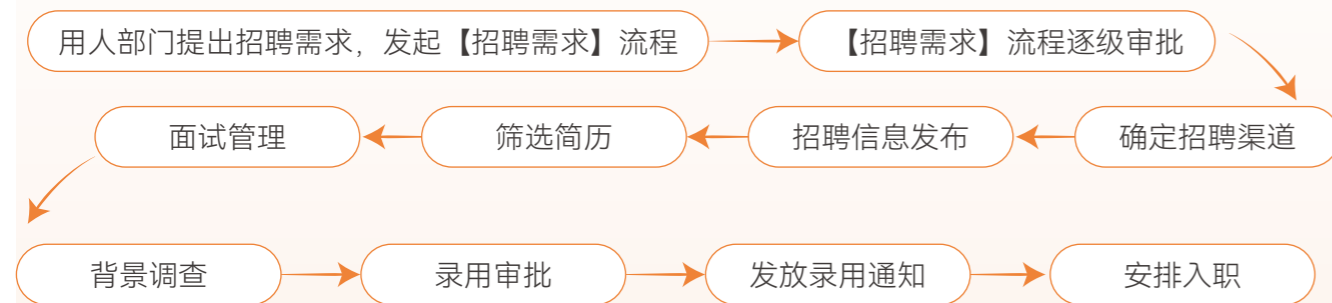 用人部门提出招聘需求，发起【招聘需求】流程
【招聘需求】流程逐级审批
确定招聘渠道
招聘信息发布
筛选简历
面试管理
背景调查
录用审批
发放录用通知
安排入职